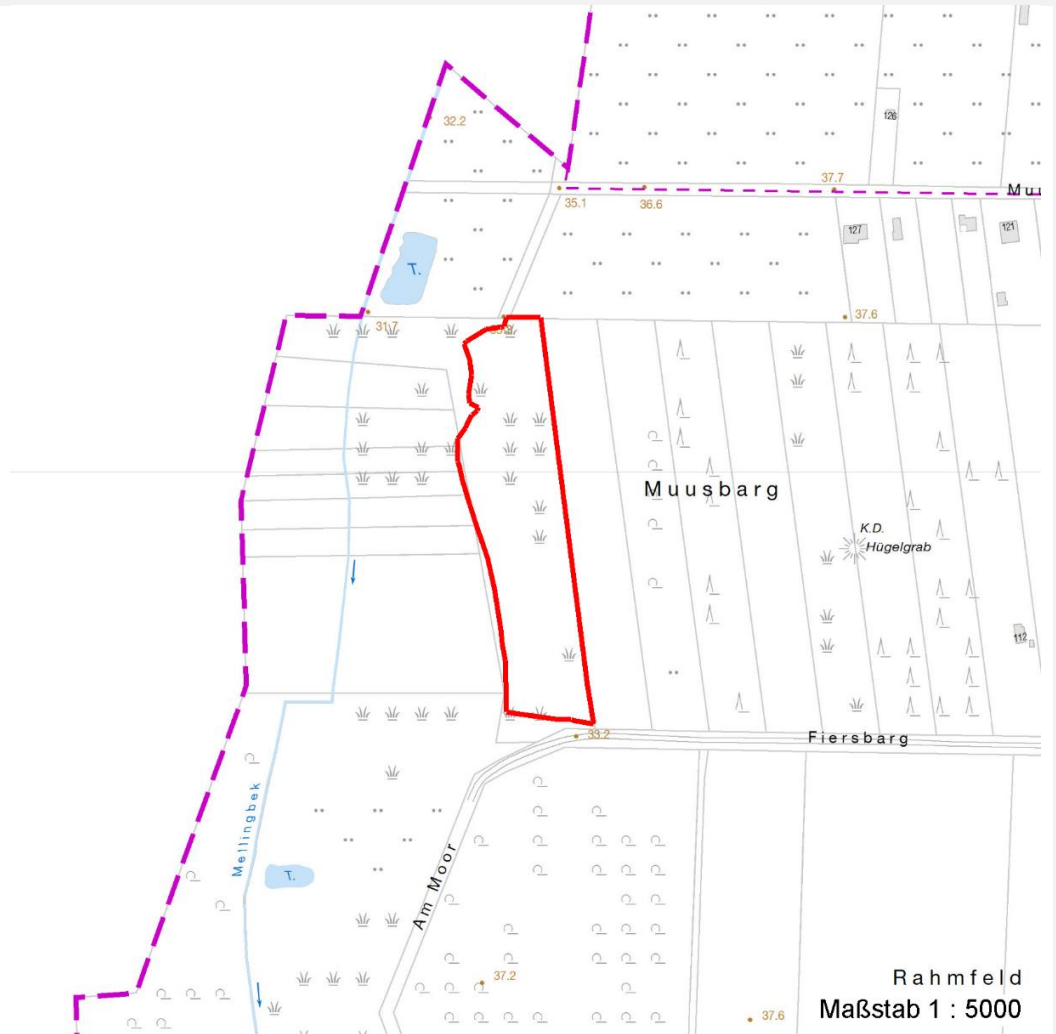 32.2
126
37.7
Muu
35.1
36.6
127
121
T.
31.7
37.6
Muusbarg
K.D.
Hügelgrab
112
33.2
Fiersbarg
Mellingbek
Am Moor
T.
37.2
Rahmfeld
37.6
Maßstab 1 : 5000